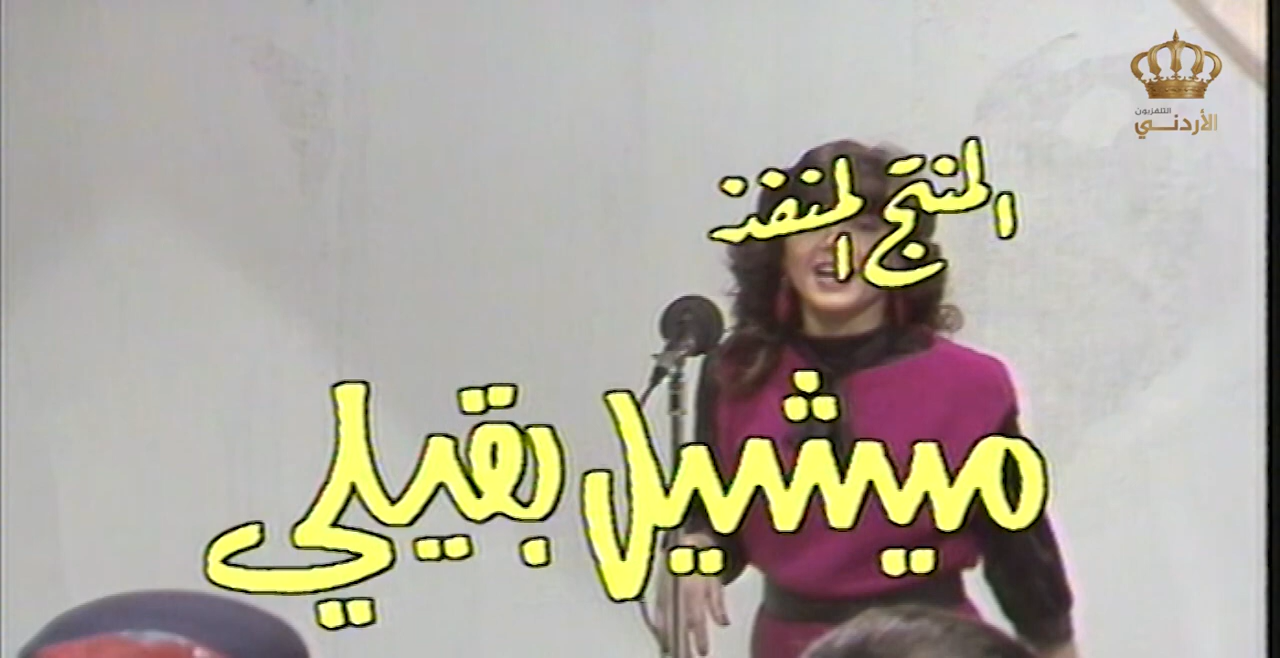 التلفزيون
الأردني
المنتج المنفذ
ميشيل بقيلي